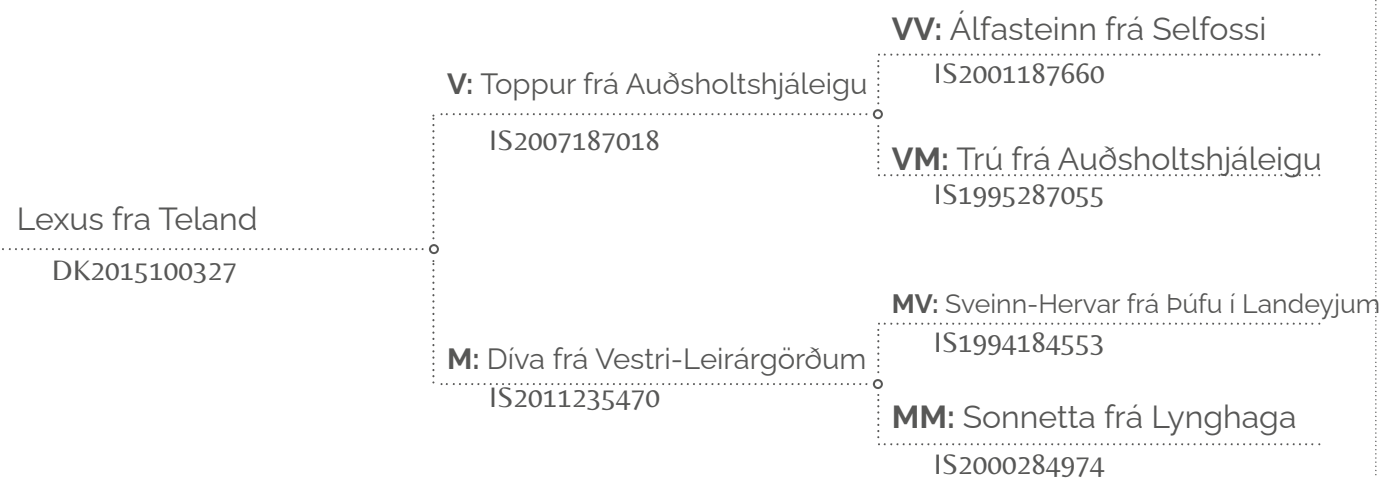 VV: Álfasteinn frá Selfossi
IS2001187660
V: Toppur frá Auðsholtshjáleigu
IS2007187018
VM: Trú frá Auðsholtshjáleigu
IS1995287055
Lexus fra Teland
DK2015100327
MV: Sveinn-Hervar frá Þúfu í Landeyjum
IS1994184553
M: Díva frá Vestri-Leirárgörðum
IS2011235470
MM: Sonnetta frá Lynghaga
IS2000284974